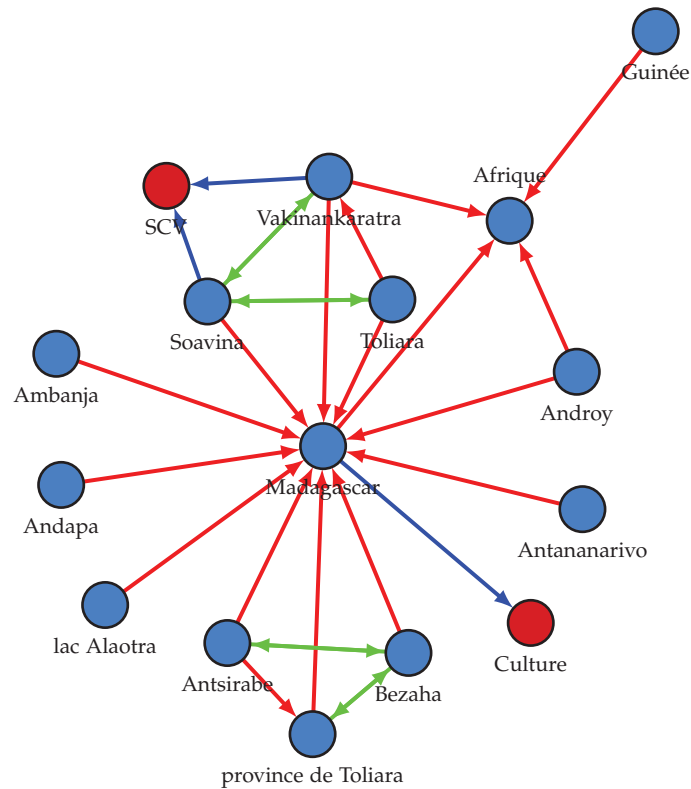 Guinée
Afrique
SCV
Vakinankaratra
Soavina
Toliara
Ambanja
Androy
Madagascar
Andapa
Antananarivo
lac Alaotra
Culture
Antsirabe
Bezaha
province de Toliara